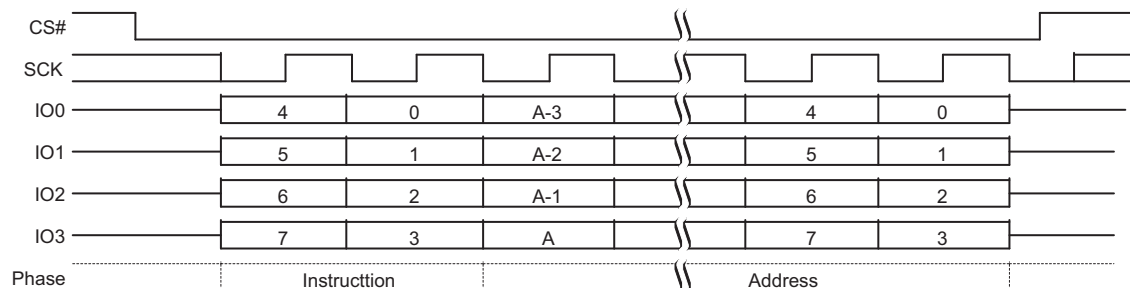 CS#
SCK
IO0 4 0 A-3 4 0
IO1 5 1 A-2 5 1
IO2 6 2 A-1 6 2
IO3 7 3 A 7 3
Phase Instructtion Address